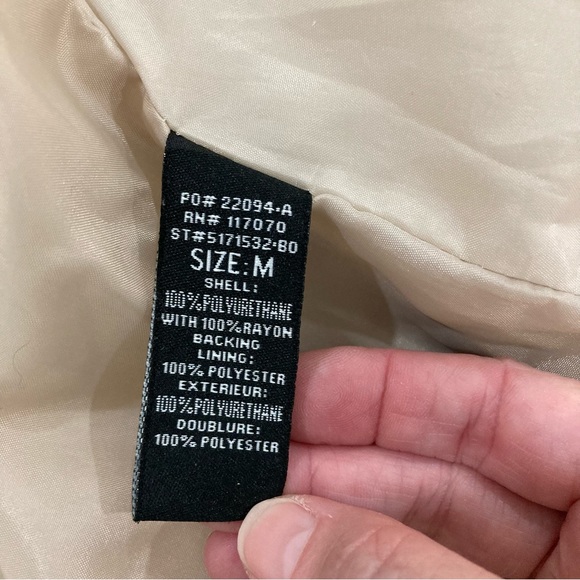 PO# 22094-A
RN# 117070
ST#5171532-BO
SIZE: M
SHELL:
100%POLYURETHANE
WITH 100%RAYON
BACKING
LINING:
100% POLYESTER
EXTERIEUR:
100%POLYURETHANE
DOUBLURE:
100% POLYESTER